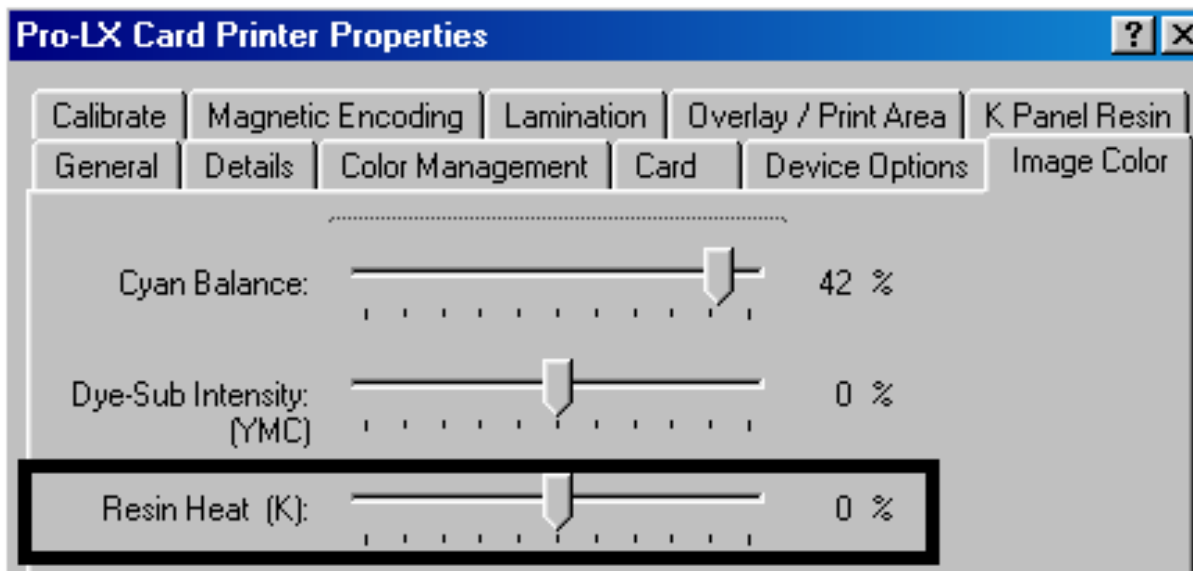 Pro-LX Card Printer Properties
Calibrate Magnetic Encoding Lamination Overlay / Print Area K Panel Resin
General Details Color Management Card Device Options Image Color
Cyan Balance: 42 %
Dye-Sub Intensity: 0 %
(YMC)
Resin Heat (K): 0 %